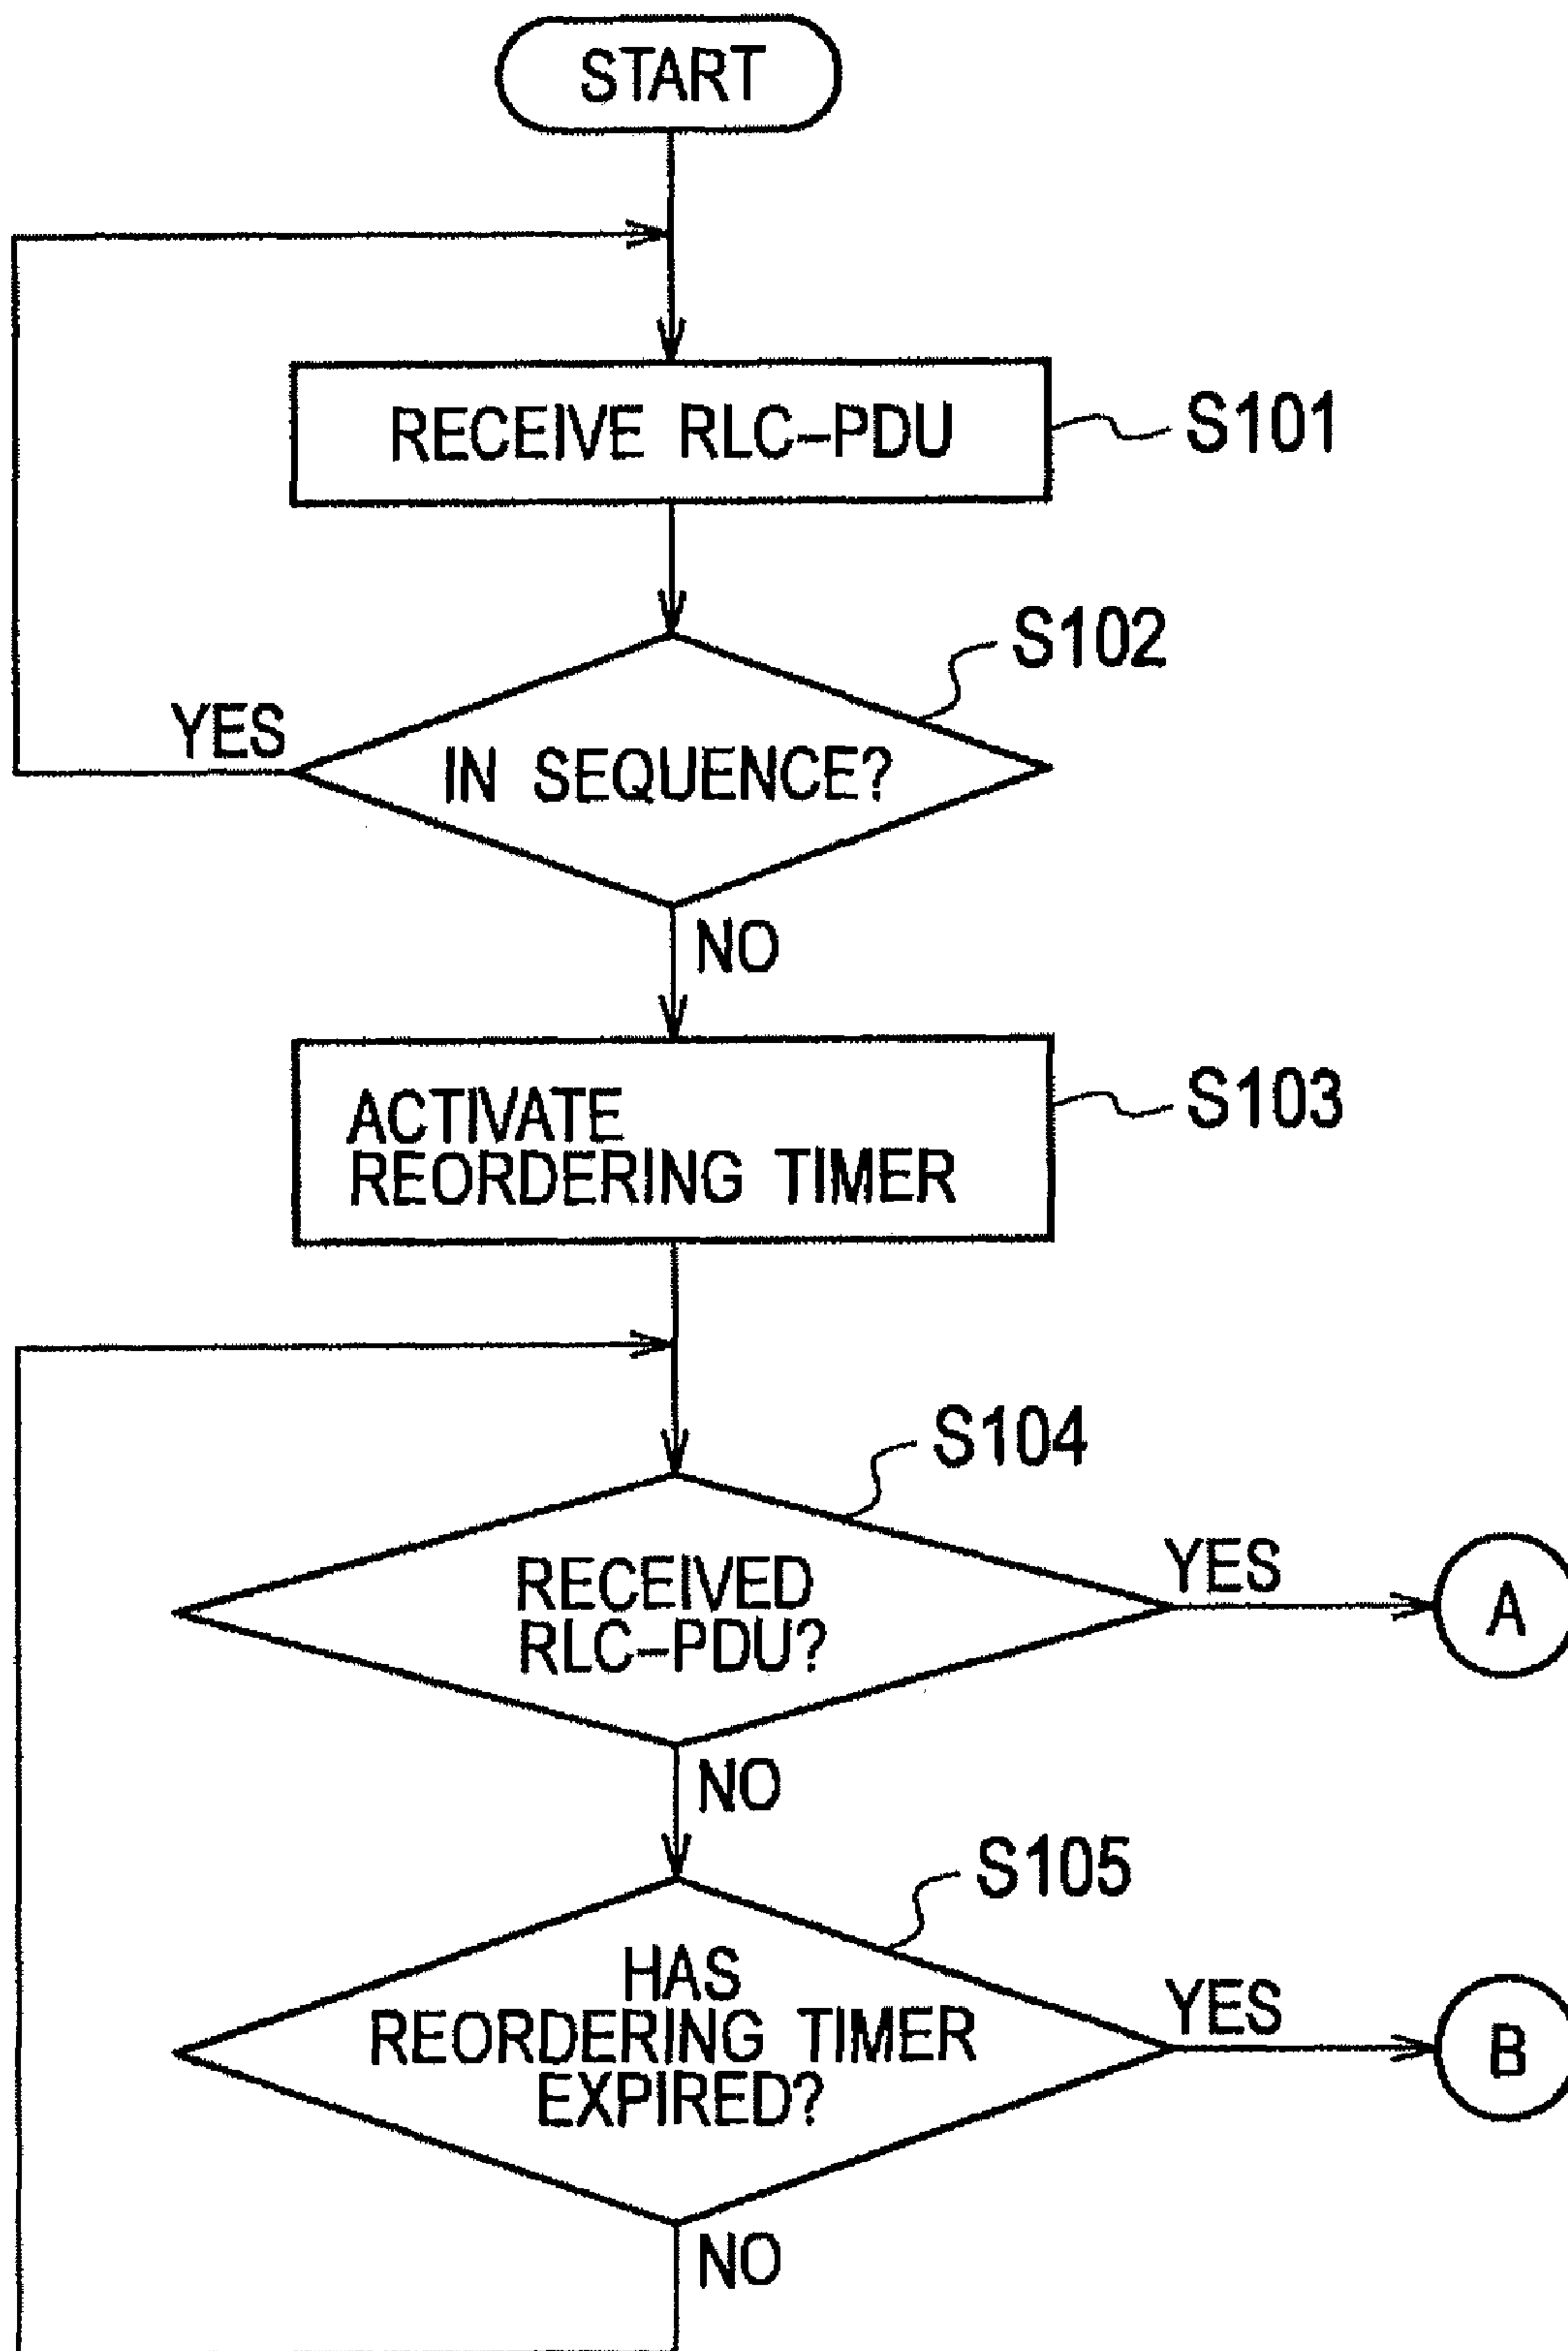 START
RECEIVE RLC-PDU
S101
S102
YES
IN SEQUENCE?
NO
ACTIVATE
REORDERING TIMER
S103
S104
RECEIVED
RLC-PDU?
YES
A
NO
S105
HAS
REORDERING TIMER
EXPIRED?
YES
B
NO